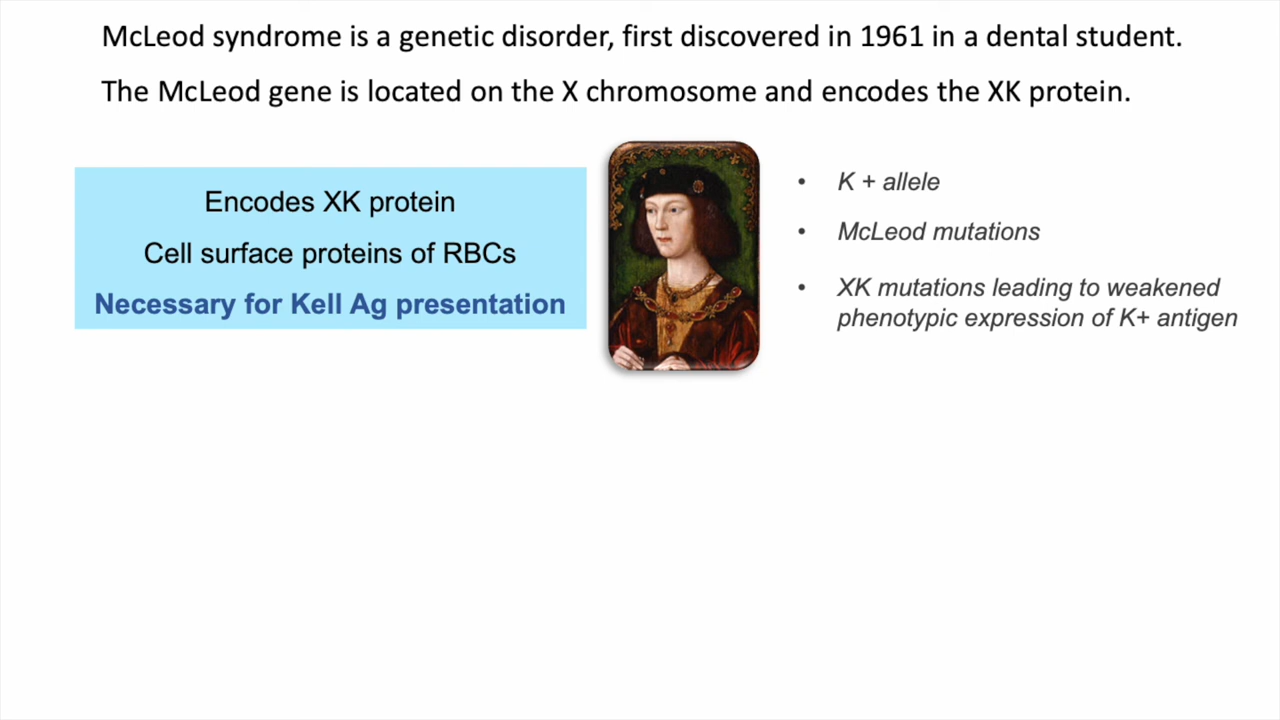 McLeod syndrome is a genetic disorder, first discovered in 1961 in a dental student.
The McLeod gene is located on the X chromosome and encodes the XK protein.
Encodes XK protein
Cell surface proteins of RBCs
Necessary for Kell Ag presentation
• K + allele
• McLeod mutations
• XK mutations leading to weakened
phenotypic expression of K+ antigen